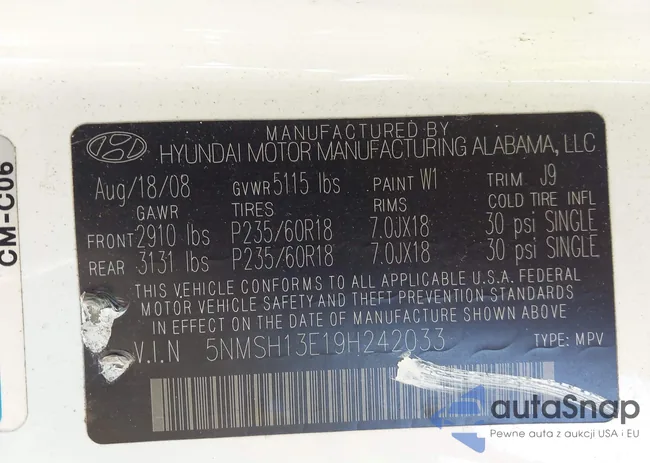 MANUFACTURED BY
HYUNDAI MOTOR MANUFACTURING ALABAMA, LLC
Aug/18/08 GVWR 5115 lbs PAINT W1 TRIM J9
GAWR TIRES RIMS COLD TIRE INFL
FRONT 2910 lbs P235/60R18 7.0JX18 30 psi SINGLE
REAR 3131 lbs P235/60R18 7.0JX18 30 psi SINGLE
THIS VEHICLE CONFORMS TO ALL APPLICABLE U.S.A. FEDERAL
MOTOR VEHICLE SAFETY AND THEFT PREVENTION STANDARDS
IN EFFECT ON THE DATE OF MANUFACTURE SHOWN ABOVE
V.I.N 5NMSH13E19H242033 TYPE: MPV
CM-C06
autaSnap
Pewne auta z aukcji USA i EU